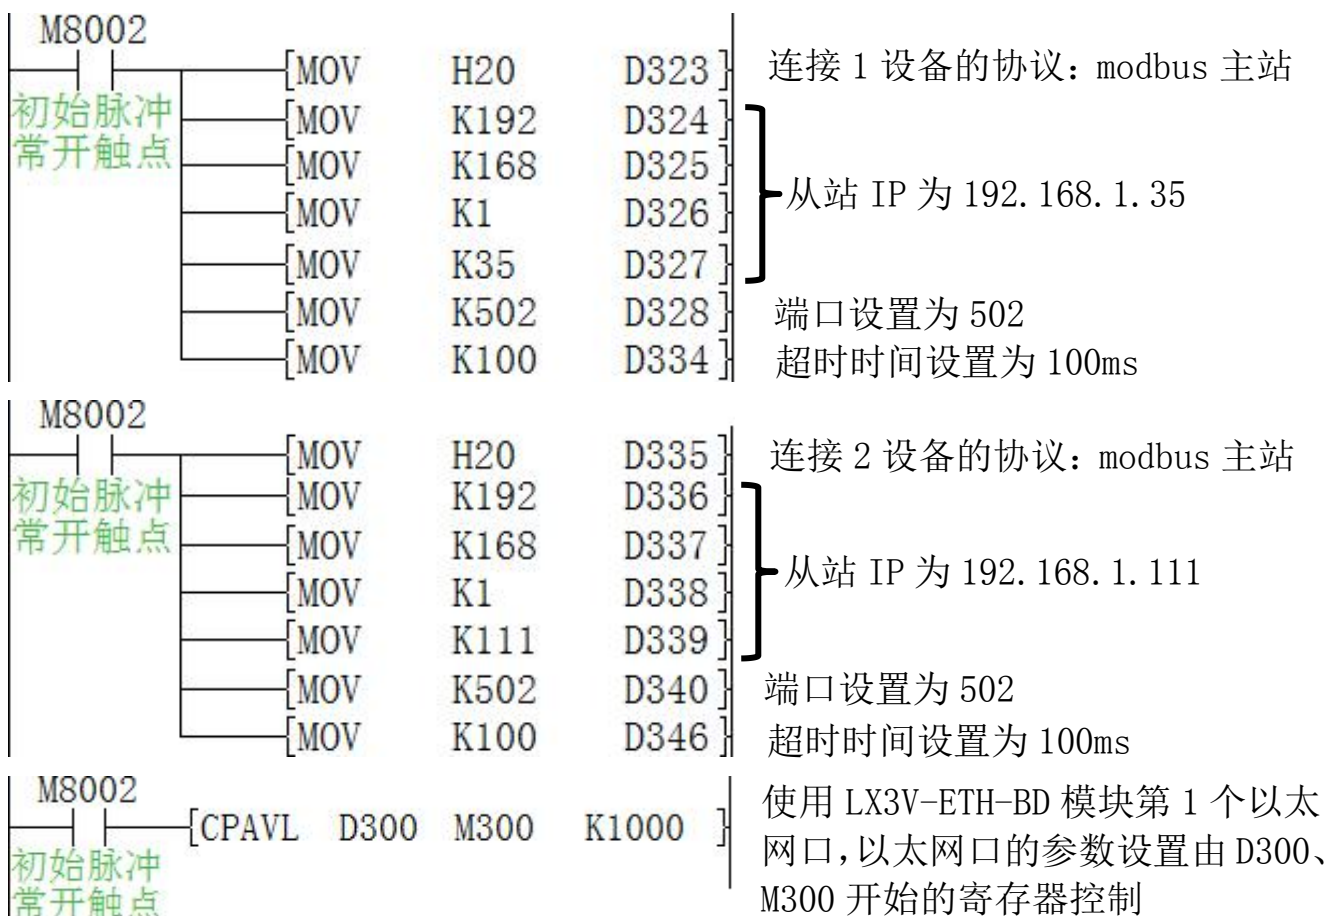 M8002
MOV H20 D323 连接 1 设备的协议：modbus 主站
初始脉冲
常开触点
MOV K192 D324
MOV K168 D325
从站 IP 为 192.168.1.35
MOV K1 D326
MOV K35 D327
MOV K502 D328 端口设置为 502
MOV K100 D334 超时时间设置为 100ms
M8002
MOV H20 D335 连接 2 设备的协议：modbus 主站
初始脉冲
常开触点
MOV K192 D336
MOV K168 D337
从站 IP 为 192.168.1.111
MOV K1 D338
MOV K111 D339
MOV K502 D340 端口设置为 502
MOV K100 D346 超时时间设置为 100ms
M8002
CPAVL D300 M300 K1000
初始脉冲
常开触点
使用 LX3V-ETH-BD 模块第 1 个以太
网口，以太网口的参数设置由 D300、
M300 开始的寄存器控制